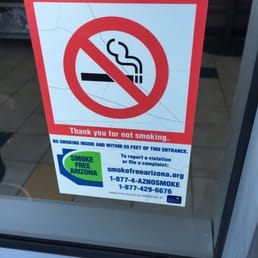 Thank you for not smoking.
NO SMOKING INSIDE AND WITHIN 20 FEET OF THIS ENTRANCE.
SMOKE
FREE
ARIZONA
To report a violation
or file a complaint:
smokefreearizona.org
1-877-4-AZNOSMOKE
1-877-429-6676